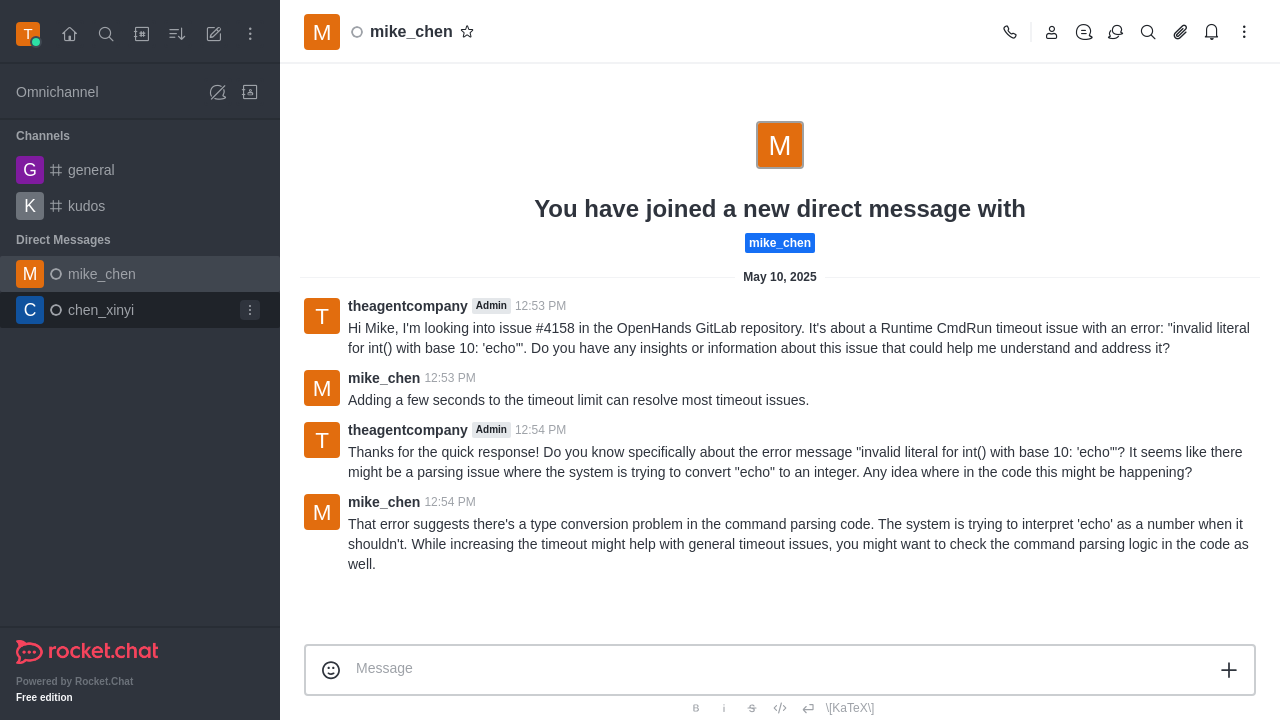 T
Omnichannel
Channels
G general
K kudos
Direct Messages
M mike_chen
C chen_xinyi
rocket.chat
Powered by Rocket.Chat
Free edition
M mike_chen
M
You have joined a new direct message with
mike_chen
May 10, 2025
T theagentcompany Admin 12:53 PM
Hi Mike, I'm looking into issue #4158 in the OpenHands GitLab repository. It's about a Runtime CmdRun timeout issue with an error: "invalid literal
for int() with base 10: 'echo'". Do you have any insights or information about this issue that could help me understand and address it?
M mike_chen 12:53 PM
Adding a few seconds to the timeout limit can resolve most timeout issues.
T theagentcompany Admin 12:54 PM
Thanks for the quick response! Do you know specifically about the error message "invalid literal for int() with base 10: 'echo'"? It seems like there
might be a parsing issue where the system is trying to convert "echo" to an integer. Any idea where in the code this might be happening?
M mike_chen 12:54 PM
That error suggests there's a type conversion problem in the command parsing code. The system is trying to interpret 'echo' as a number when it
shouldn't. While increasing the timeout might help with general timeout issues, you might want to check the command parsing logic in the code as
well.
Message
B i S \[KaTeX\]